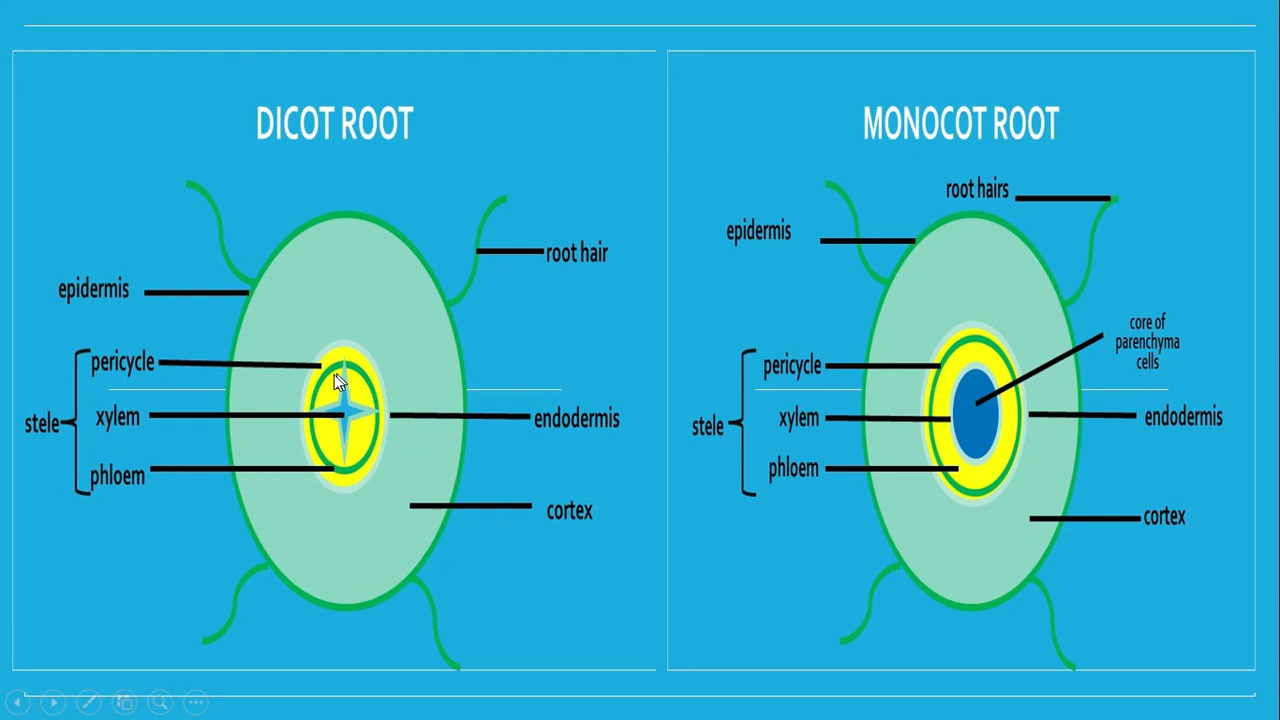 DICOT ROOT
root hair
epidermis
pericycle
stele
xylem
endodermis
phloem
cortex
MONOCOT ROOT
root hairs
epidermis
core of
parenchyma
cells
pericycle
stele
xylem
endodermis
phloem
cortex